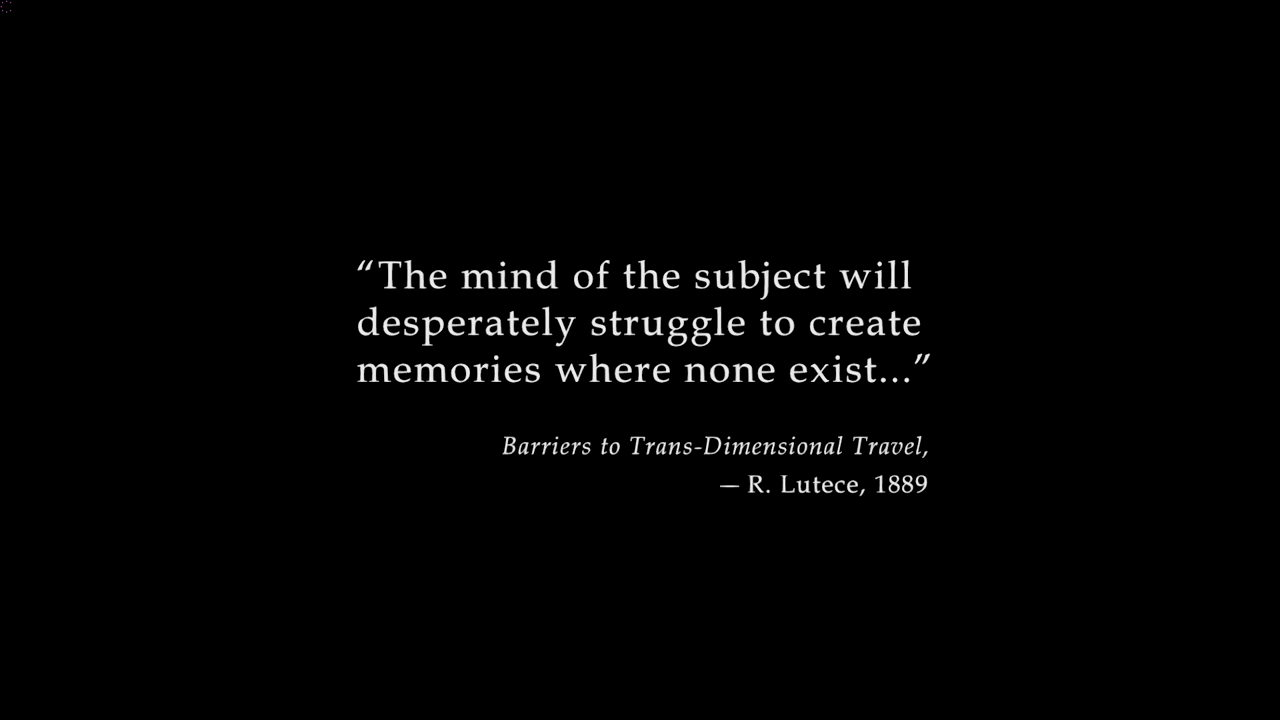 “The mind of the subject will
desperately struggle to create
memories where none exist...”
Barriers to Trans-Dimensional Travel,
— R. Lutece, 1889